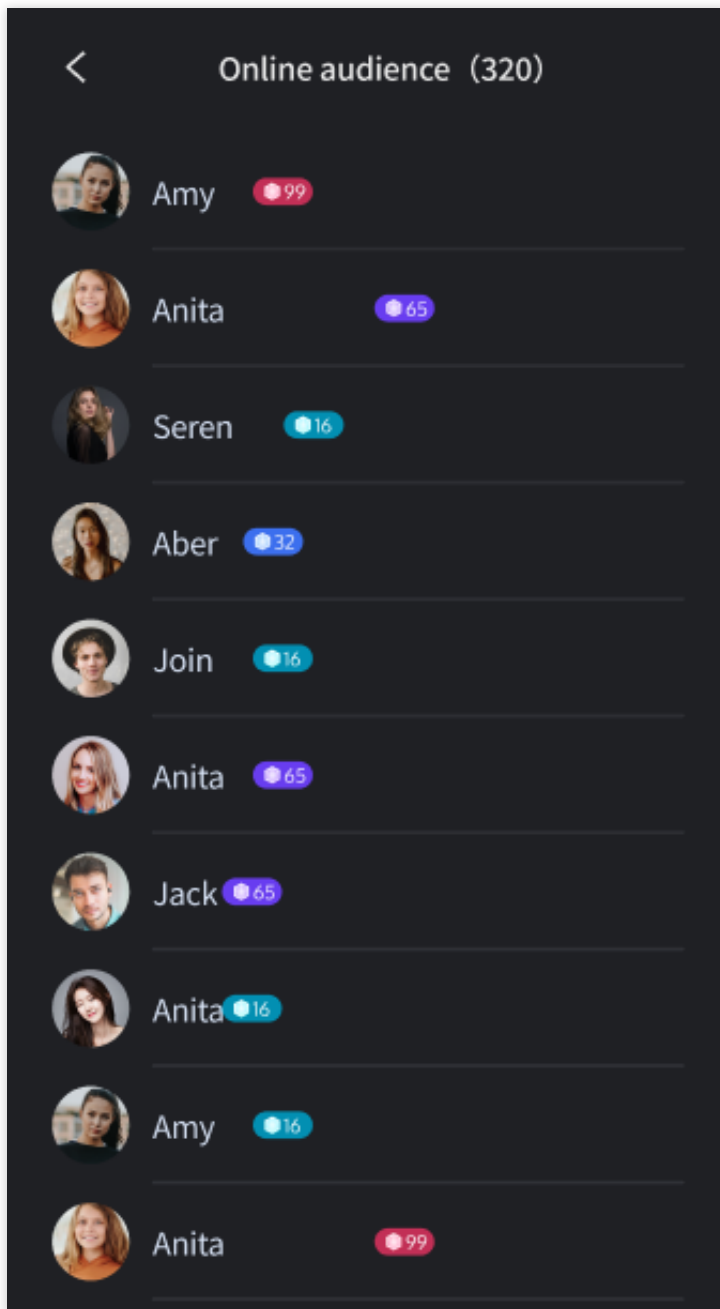 Online audience（320）
Amy 99
Anita 65
Seren 16
Aber 32
Join 16
Anita 65
Jack 65
Anita 16
Amy 16
Anita 99